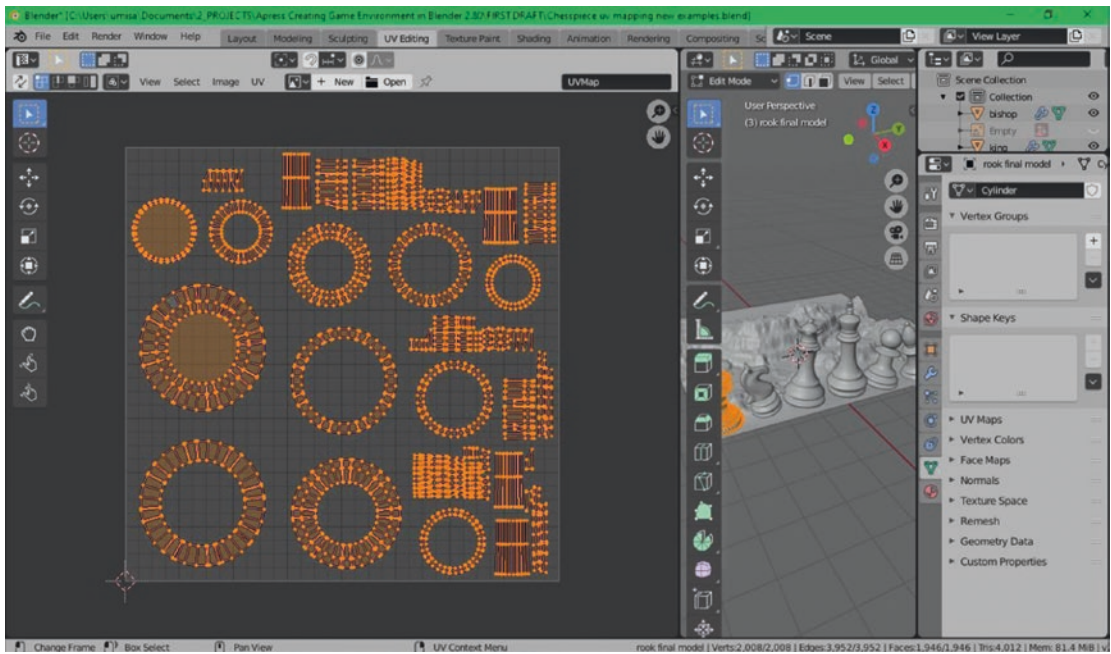 Blender* [C:\Users\urmisa\Documents\2_PROJECTS\Apress Creating Game Environment in Blender 2.80\FIRST DRAFT\Chesspiece uv mapping new examples.blend]
File Edit Render Window Help Layout Modeling Sculpting UV Editing Texture Paint Shading Animation Rendering Compositing Sc Scene View Layer
Global
View Select Image UV + New Open UVMap
Edit Mode View Select
User Perspective
(3) rook final model
Z
Y
X
Scene Collection
Collection
bishop
Empty
king
rook final model Cy
Cylinder
Vertex Groups
Shape Keys
UV Maps
Vertex Colors
Face Maps
Normals
Texture Space
Remesh
Geometry Data
Custom Properties
Change Frame Box Select Pan View UV Context Menu rook final model | Verts:2,008/2,008 | Edges:3,952/3,952 | Faces:1,946/1,946 | Tris:4,012 | Mem: 81.4 MiB | v